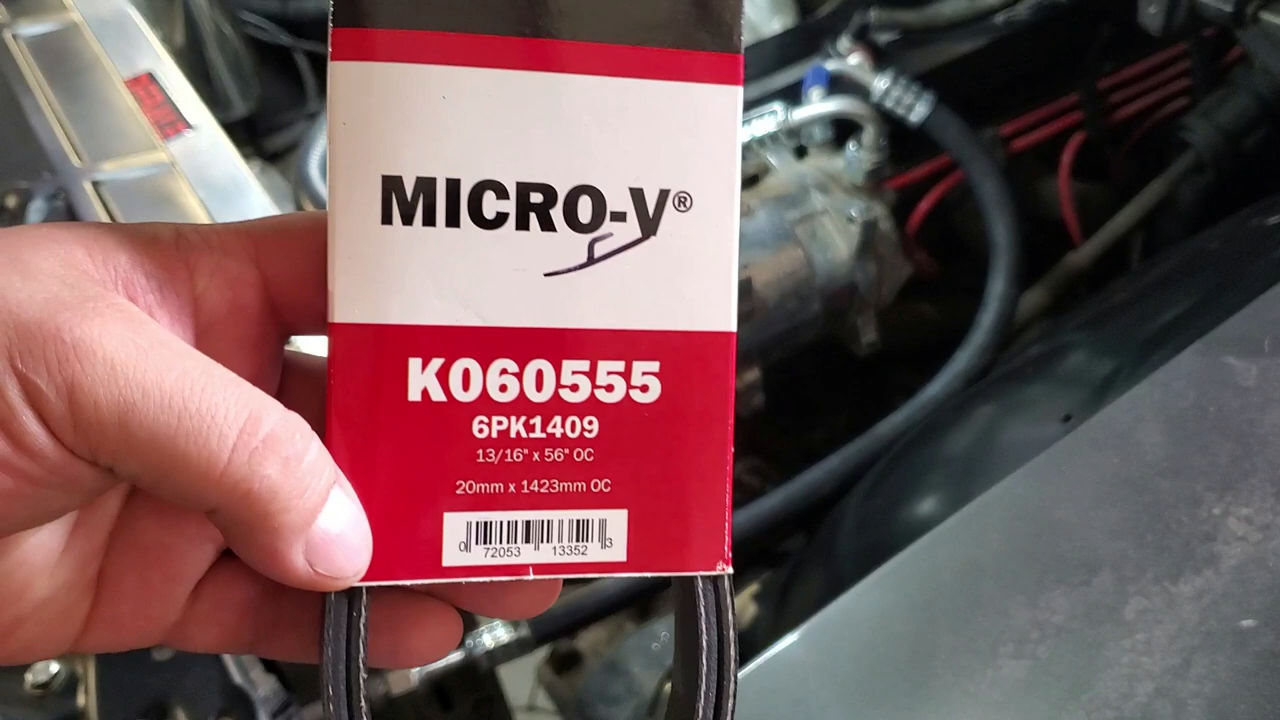 MICRO-V®
K060555
6PK1409
13/16" x 56" OC
20mm x 1423mm OC
0 72053 13352 3